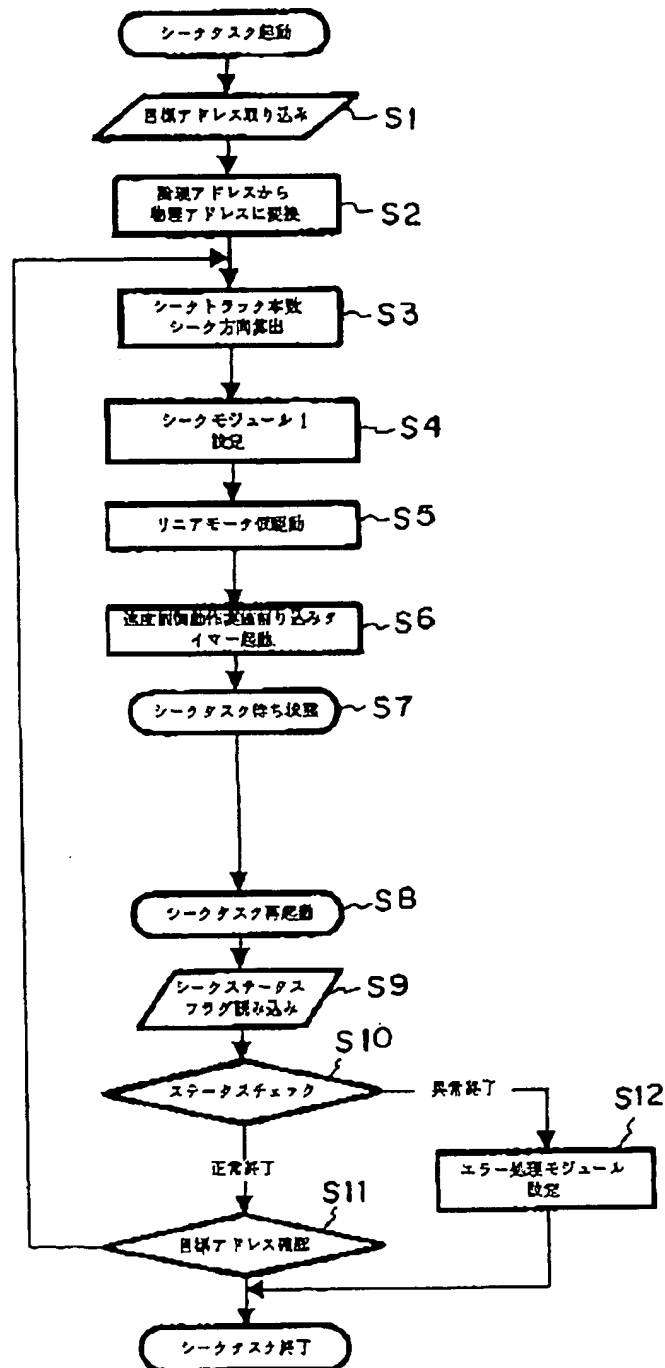 シークタスク起動
目標アドレス取り込み
S1
論理アドレスから
物理アドレスに変換
S2
シークトラック本数
シーク方向算出
S3
シークモジュール1
設定
S4
リニアモータ仮駆動
S5
速度制御動作
割り込みタ
イマー起動
S6
シークタスク待ち状態
S7
シークタスク再起動
S8
シークステータス
フラグ読み込み
S9
S10
ステータスチェック
異常終了
S12
正常終了
エラー処理モジュール
設定
S11
目標アドレス確認
シークタスク終了